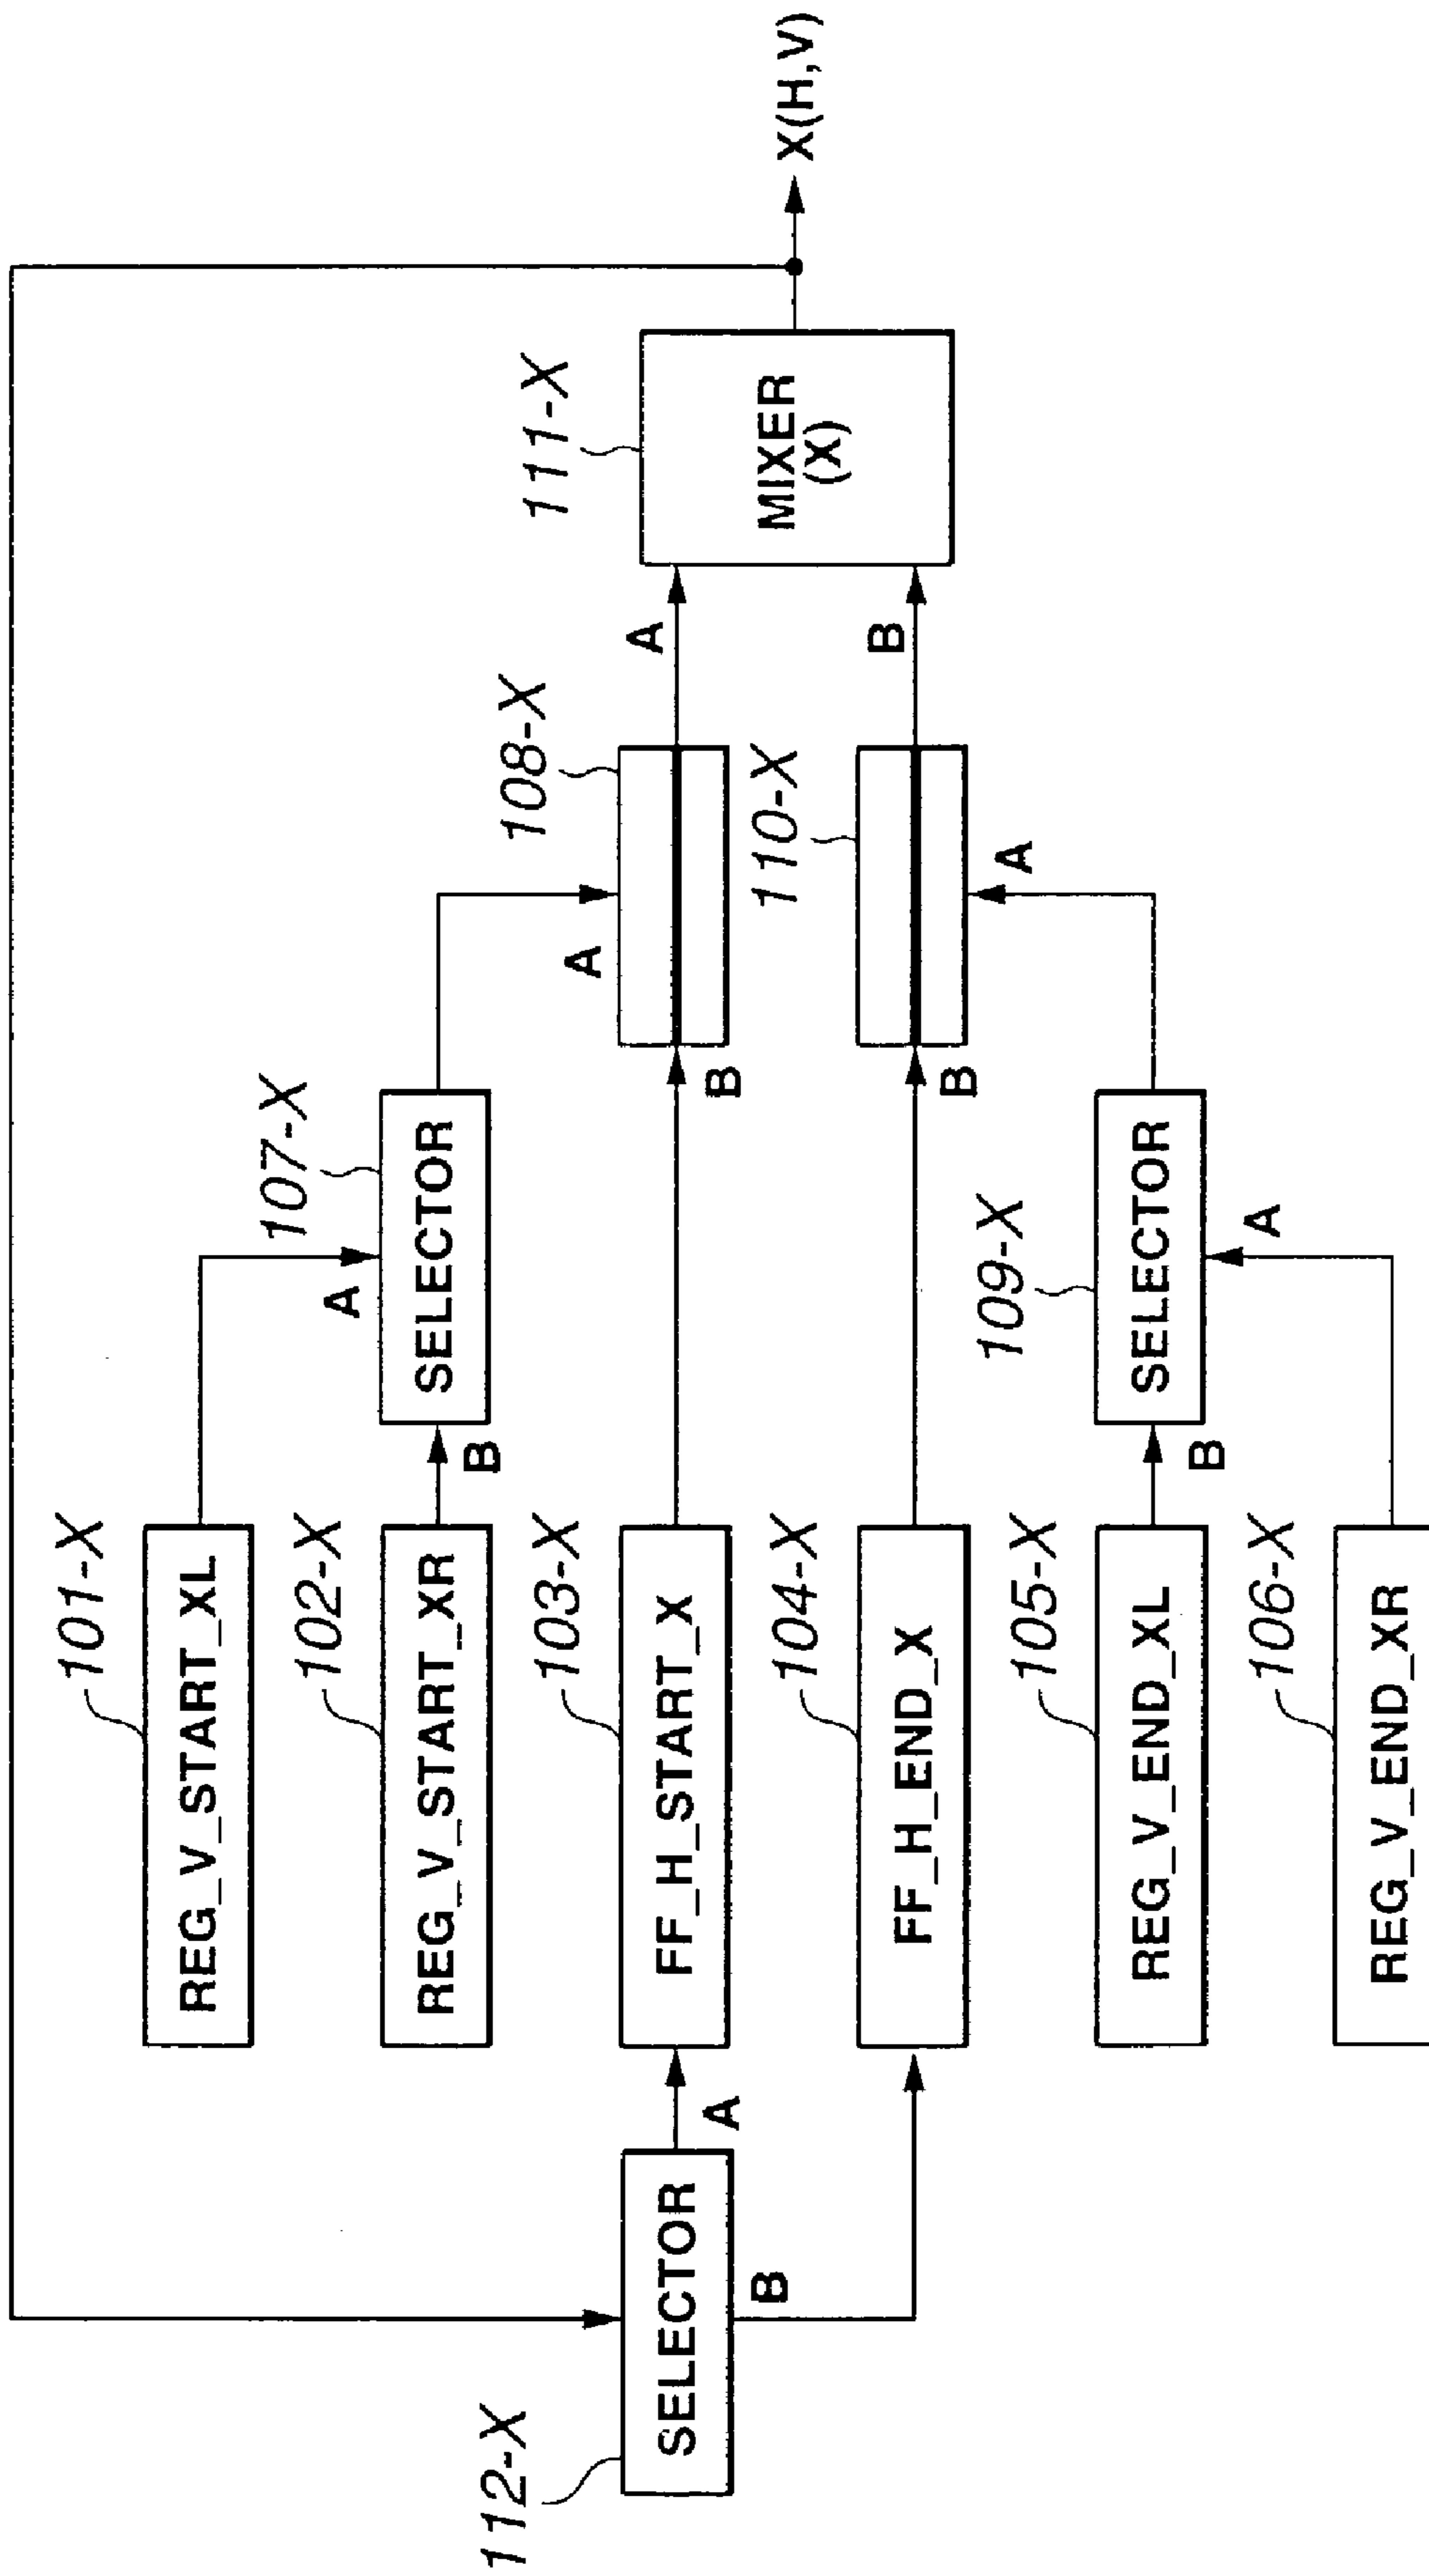 112-X
SELECTOR
A
B
101-X
REG_V_START_XL
102-X
REG_V_START_XR
103-X
FF_H_START_X
104-X
FF_H_END_X
105-X
REG_V_END_XL
106-X
REG_V_END_XR
107-X
A
SELECTOR
B
109-X
SELECTOR
A
B
108-X
A
B
110-X
A
B
A
B
111-X
MIXER
(X)
X(H,V)